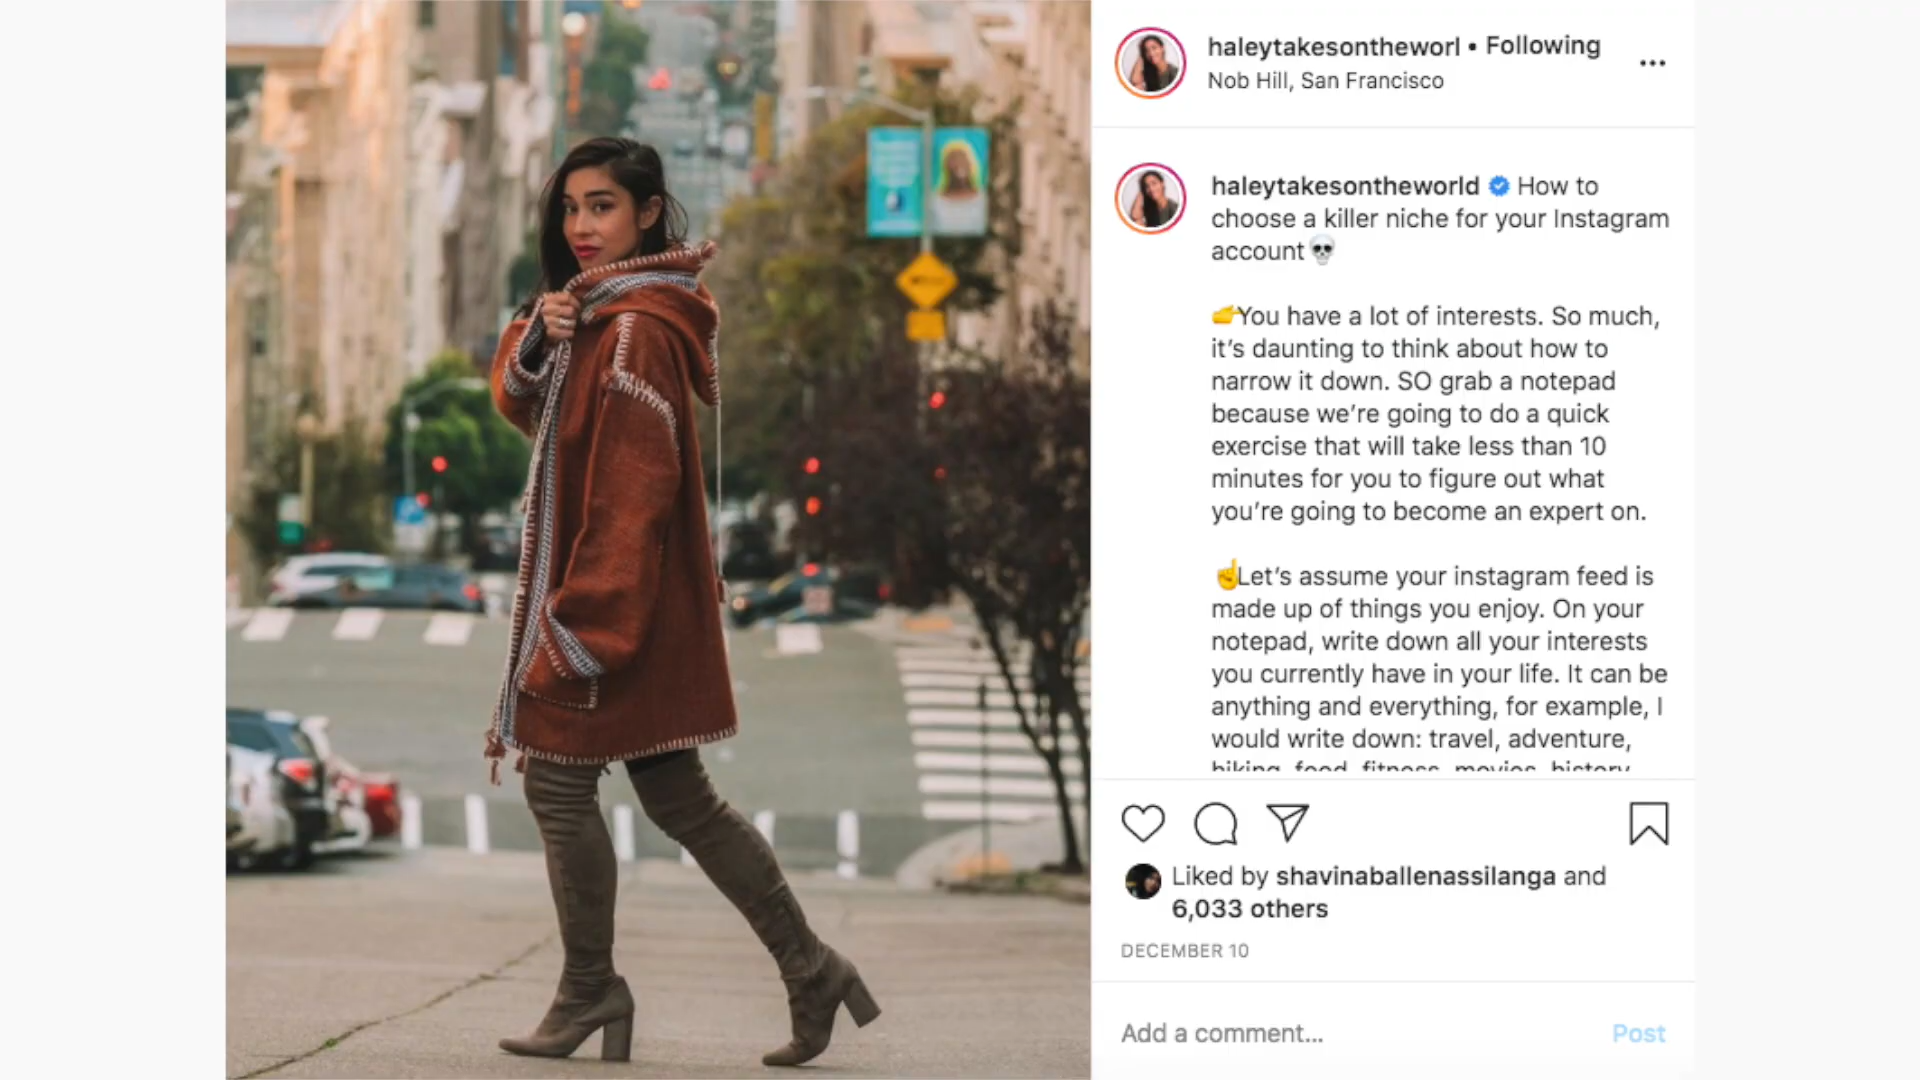 haleytakesontheworl • Following
Nob Hill, San Francisco
haleytakesontheworld How to
choose a killer niche for your Instagram
account💀
👉You have a lot of interests. So much,
it's daunting to think about how to
narrow it down. SO grab a notepad
because we're going to do a quick
exercise that will take less than 10
minutes for you to figure out what
you're going to become an expert on.
☝️Let's assume your instagram feed is
made up of things you enjoy. On your
notepad, write down all your interests
you currently have in your life. It can be
anything and everything, for example, I
would write down: travel, adventure,
hiking, food, fitness, movies, history,
Liked by shavinaballenassilanga and
6,033 others
DECEMBER 10
Add a comment...
Post